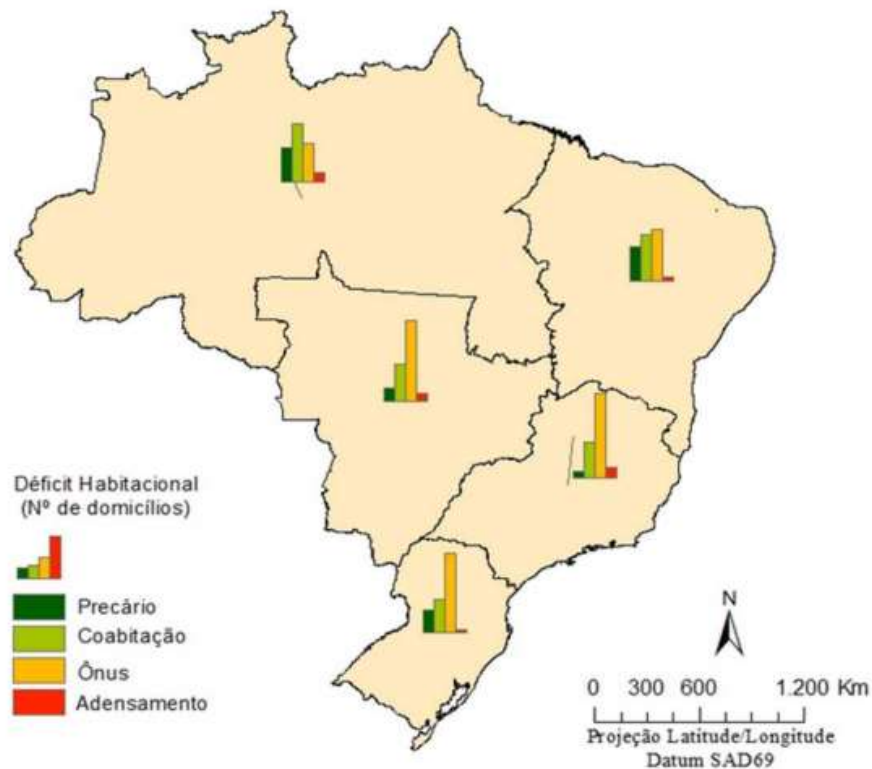 Déficit Habitacional
(Nº de domicílios)
Precário
Coabitação
Ônus
Adensamento
N
0 300 600 1.200 Km
Projeção Latitude/Longitude
Datum SAD69